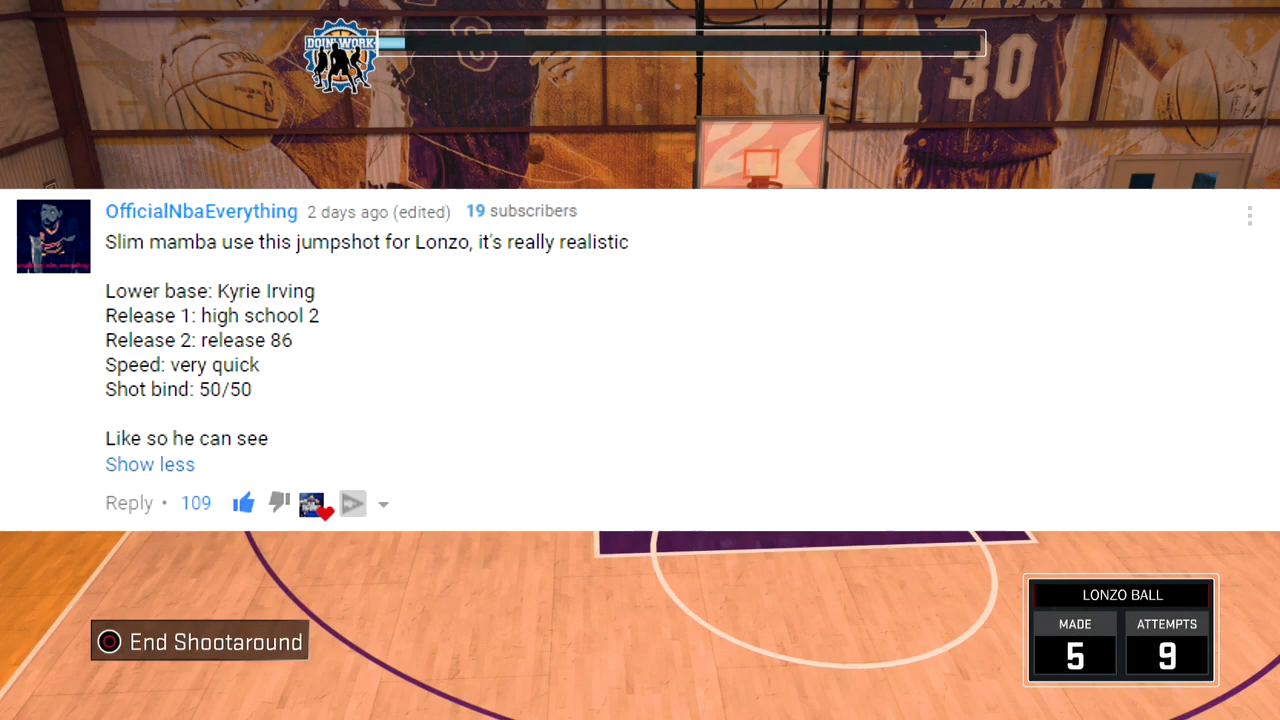 DOIN' WORK
6
LAKERS
30
SPALDING
OfficialNbaEverything 2 days ago (edited) 19 subscribers
Slim mamba use this jumpshot for Lonzo, it's really realistic
Lower base: Kyrie Irving
Release 1: high school 2
Release 2: release 86
Speed: very quick
Shot bind: 50/50
Like so he can see
Show less
Reply • 109
End Shootaround
LONZO BALL
MADE ATTEMPTS
5 9